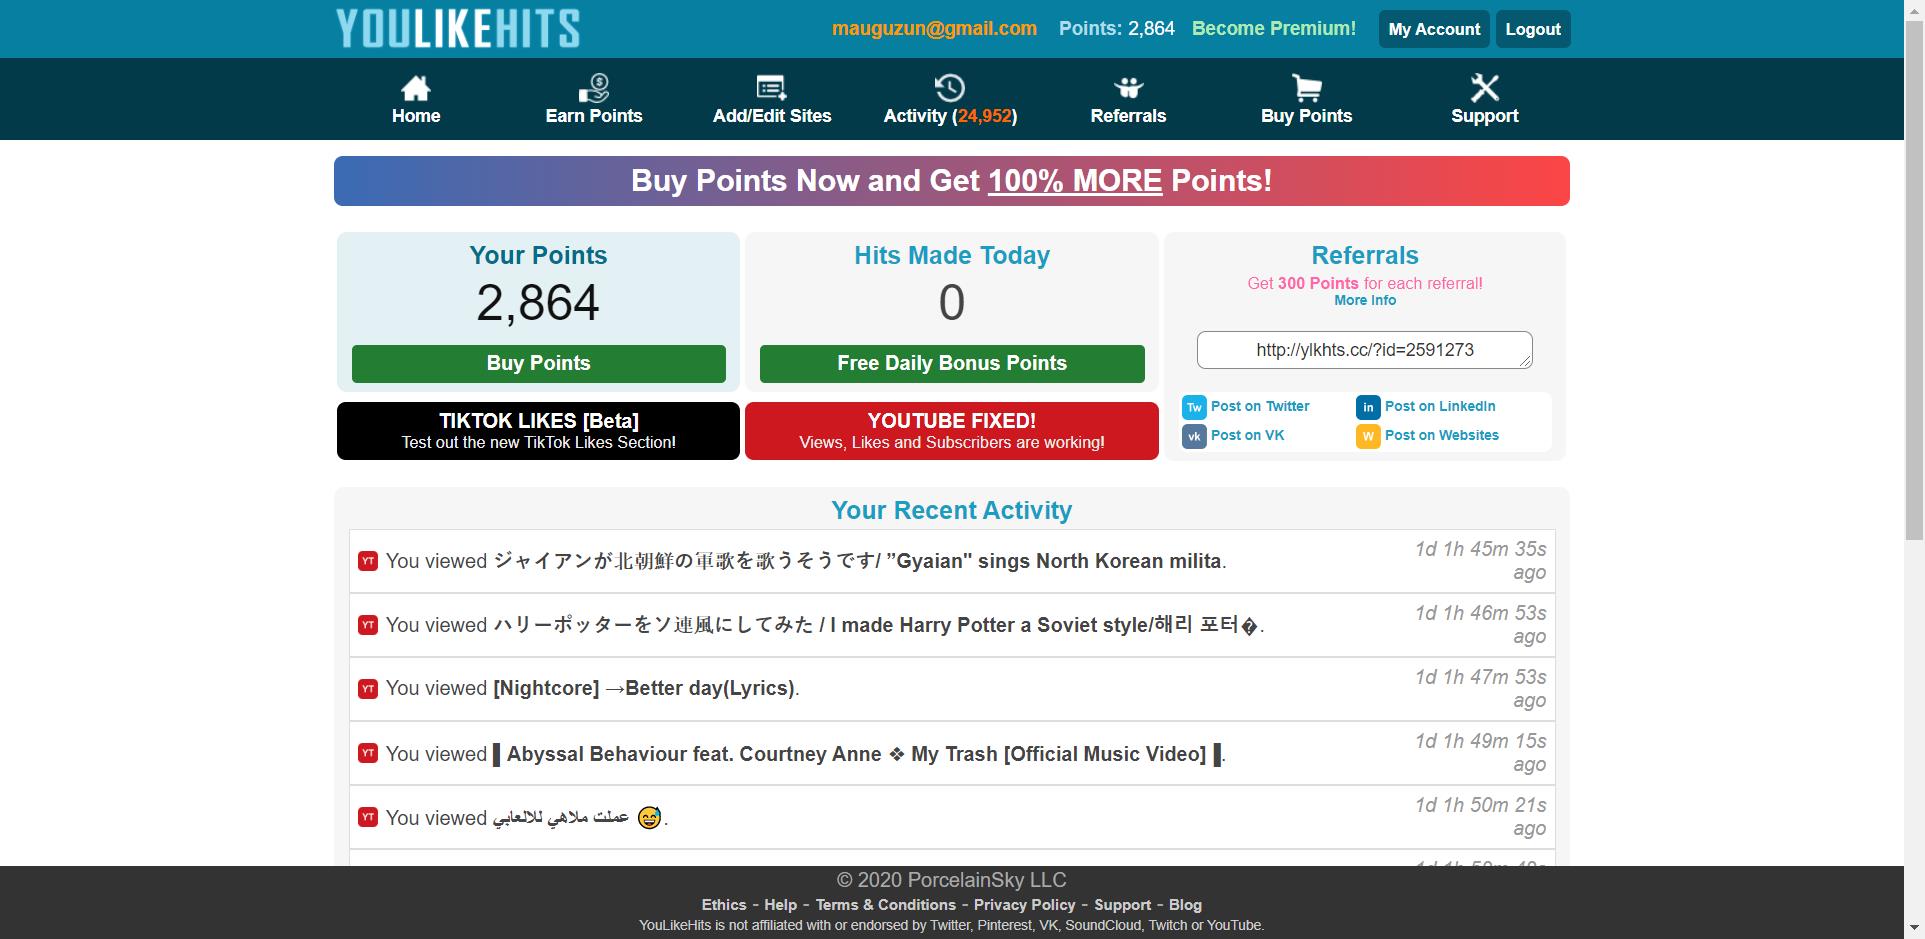 YOULIKEHITS
mauguzun@gmail.com Points: 2,864 Become Premium! My Account Logout
Home Earn Points Add/Edit Sites Activity (24,952) Referrals Buy Points Support
Buy Points Now and Get 100% MORE Points!
Your Points
2,864
Buy Points
Hits Made Today
0
Free Daily Bonus Points
Referrals
Get 300 Points for each referral!
More Info
http://ylkhts.cc/?id=2591273
Tw Post on Twitter
in Post on LinkedIn
vk Post on VK
W Post on Websites
TIKTOK LIKES [Beta]
Test out the new TikTok Likes Section!
YOUTUBE FIXED!
Views, Likes and Subscribers are working!
Your Recent Activity
YT You viewed ジャイアンが北朝鮮の軍歌を歌うそうです/ ”Gyaian" sings North Korean milita.
1d 1h 45m 35s
ago
YT You viewed ハリーポッターをソ連風にしてみた / I made Harry Potter a Soviet style/해리 포터�.
1d 1h 46m 53s
ago
YT You viewed [Nightcore] →Better day(Lyrics).
1d 1h 47m 53s
ago
YT You viewed ▌Abyssal Behaviour feat. Courtney Anne ❖ My Trash [Official Music Video]▐.
1d 1h 49m 15s
ago
YT You viewed عملت ملاهي للالعابي 😅.
1d 1h 50m 21s
ago
© 2020 PorcelainSky LLC
Ethics - Help - Terms & Conditions - Privacy Policy - Support - Blog
YouLikeHits is not affiliated with or endorsed by Twitter, Pinterest, VK, SoundCloud, Twitch or YouTube.